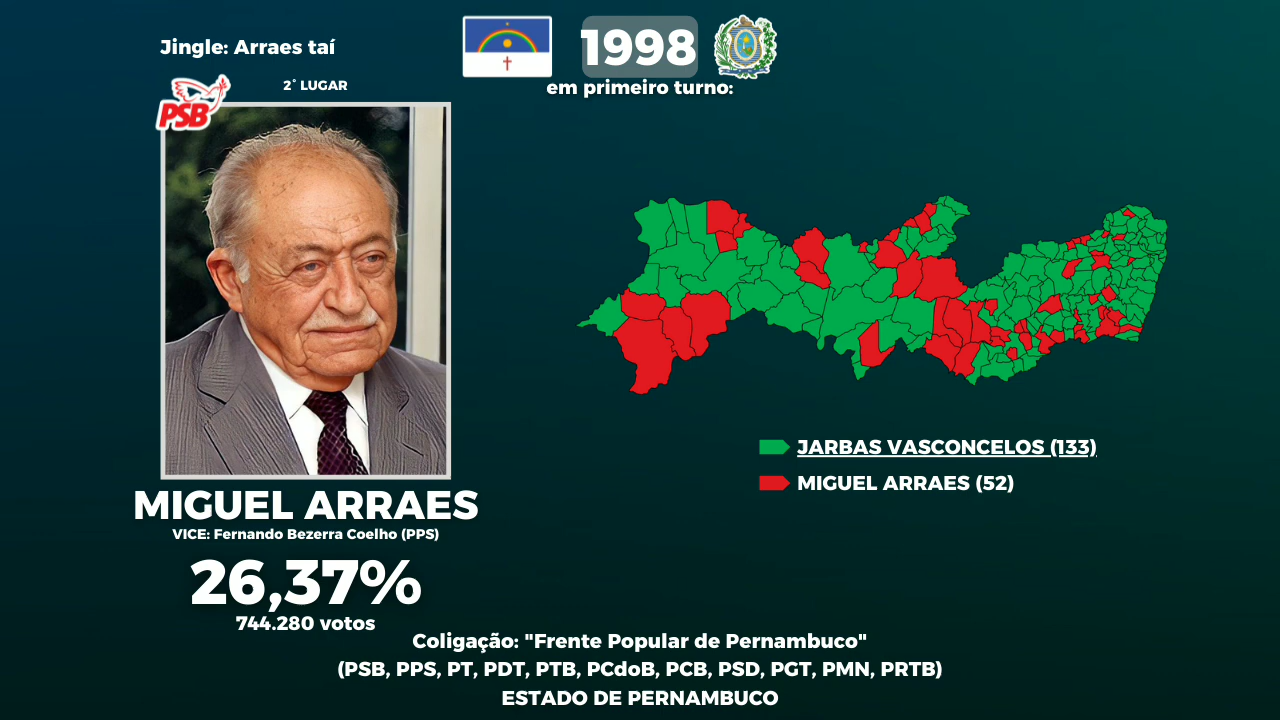 Jingle: Arraes taí
1998
em primeiro turno:
PSB
2° LUGAR
JARBAS VASCONCELOS (133)
MIGUEL ARRAES (52)
MIGUEL ARRAES
VICE: Fernando Bezerra Coelho (PPS)
26,37%
744.280 votos
Coligação: "Frente Popular de Pernambuco"
(PSB, PPS, PT, PDT, PTB, PCdoB, PCB, PSD, PGT, PMN, PRTB)
ESTADO DE PERNAMBUCO